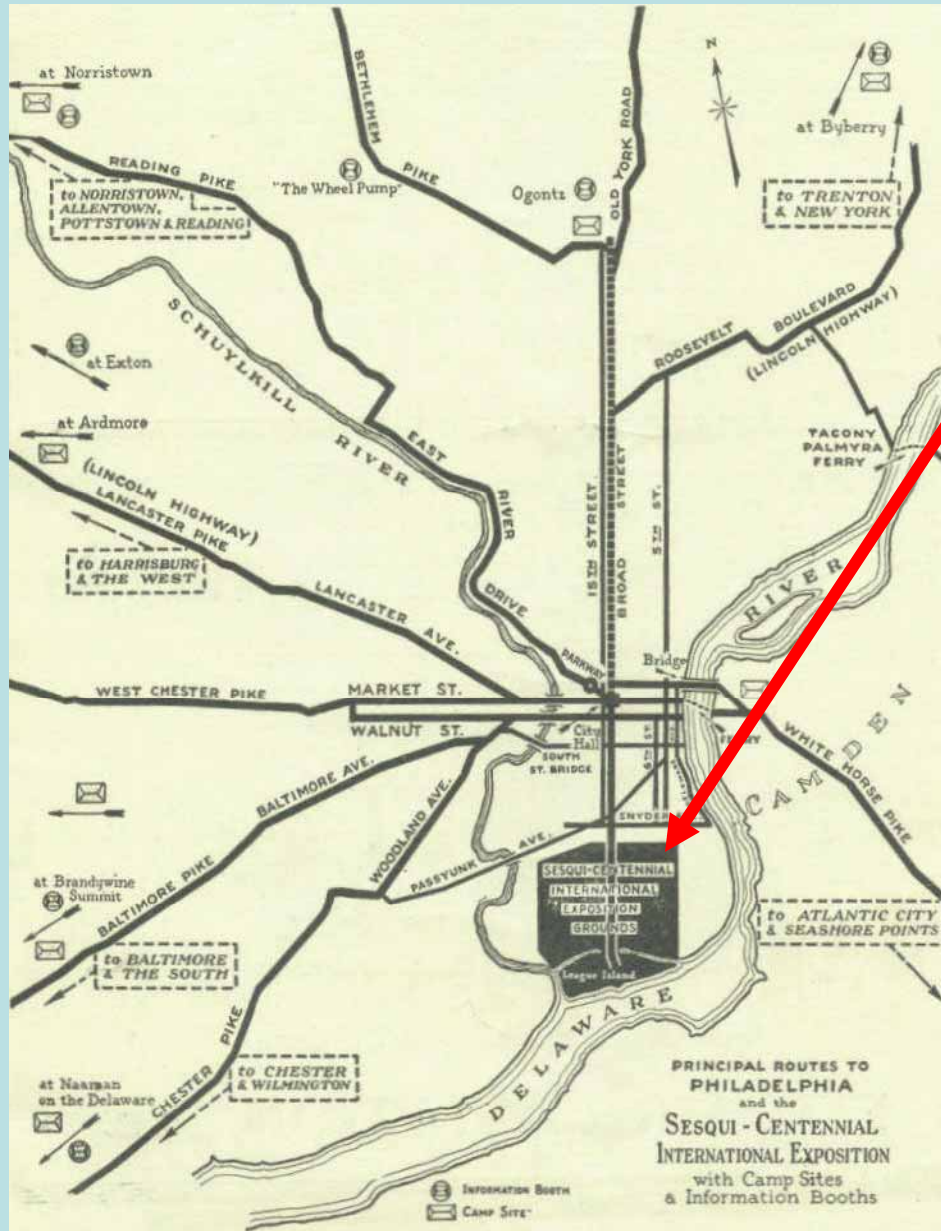 at Norristown
to NORRISTOWN,
ALLENTOWN,
POTTSTOWN & READING
READING PIKE
BETHLEHEM
PIKE
"The Wheel Pump"
Ogontz
OLD YORK ROAD
N
at Byberry
to TRENTON
& NEW YORK
ROOSEVELT
BOULEVARD
(LINCOLN HIGHWAY)
TACONY
PALMYRA
FERRY
SCHUYLKILL
RIVER
at Exton
at Ardmore
(LINCOLN HIGHWAY)
LANCASTER PIKE
to HARRISBURG
& THE WEST
LANCASTER AVE.
EAST
RIVER
DRIVE
PARKWAY
15TH STREET
BROAD STREET
5TH ST.
RIVER
Bridge
WEST CHESTER PIKE
MARKET ST.
WALNUT ST.
City
Hall
SOUTH
ST. BRIDGE
5TH ST.
FERRY
WHITE HORSE PIKE
CAMDEN
BALTIMORE AVE.
WOODLAND AVE.
PASSYUNK AVE.
SNYDER
at Brandywine
Summit
BALTIMORE PIKE
to BALTIMORE
& THE SOUTH
SESQUI-CENTENNIAL
INTERNATIONAL
EXPOSITION
GROUNDS
League Island
to ATLANTIC CITY
& SEASHORE POINTS
DELAWARE
at Naaman
on the Delaware
CHESTER PIKE
to CHESTER
& WILMINGTON
PRINCIPAL ROUTES TO
PHILADELPHIA
and the
SESQUI-CENTENNIAL
INTERNATIONAL EXPOSITION
with Camp Sites
& Information Booths
INFORMATION BOOTH
CAMP SITE